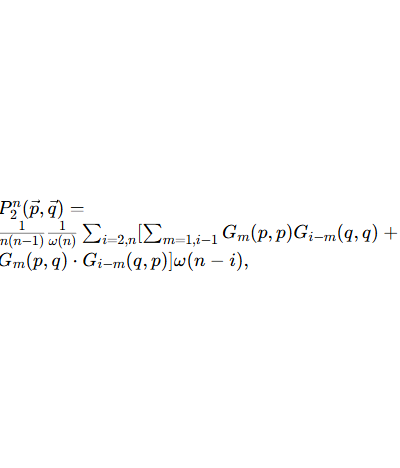 $P_2^n(\vec{p},\vec{q}) =$
$\frac{1}{n(n-1)} \frac{1}{\omega(n)} \sum_{i=2,n} [\sum_{m=1,i-1} G_m(p,p) G_{i-m}(q,q) +$
$G_m(p,q) \cdot G_{i-m}(q,p)] \omega(n-i),$